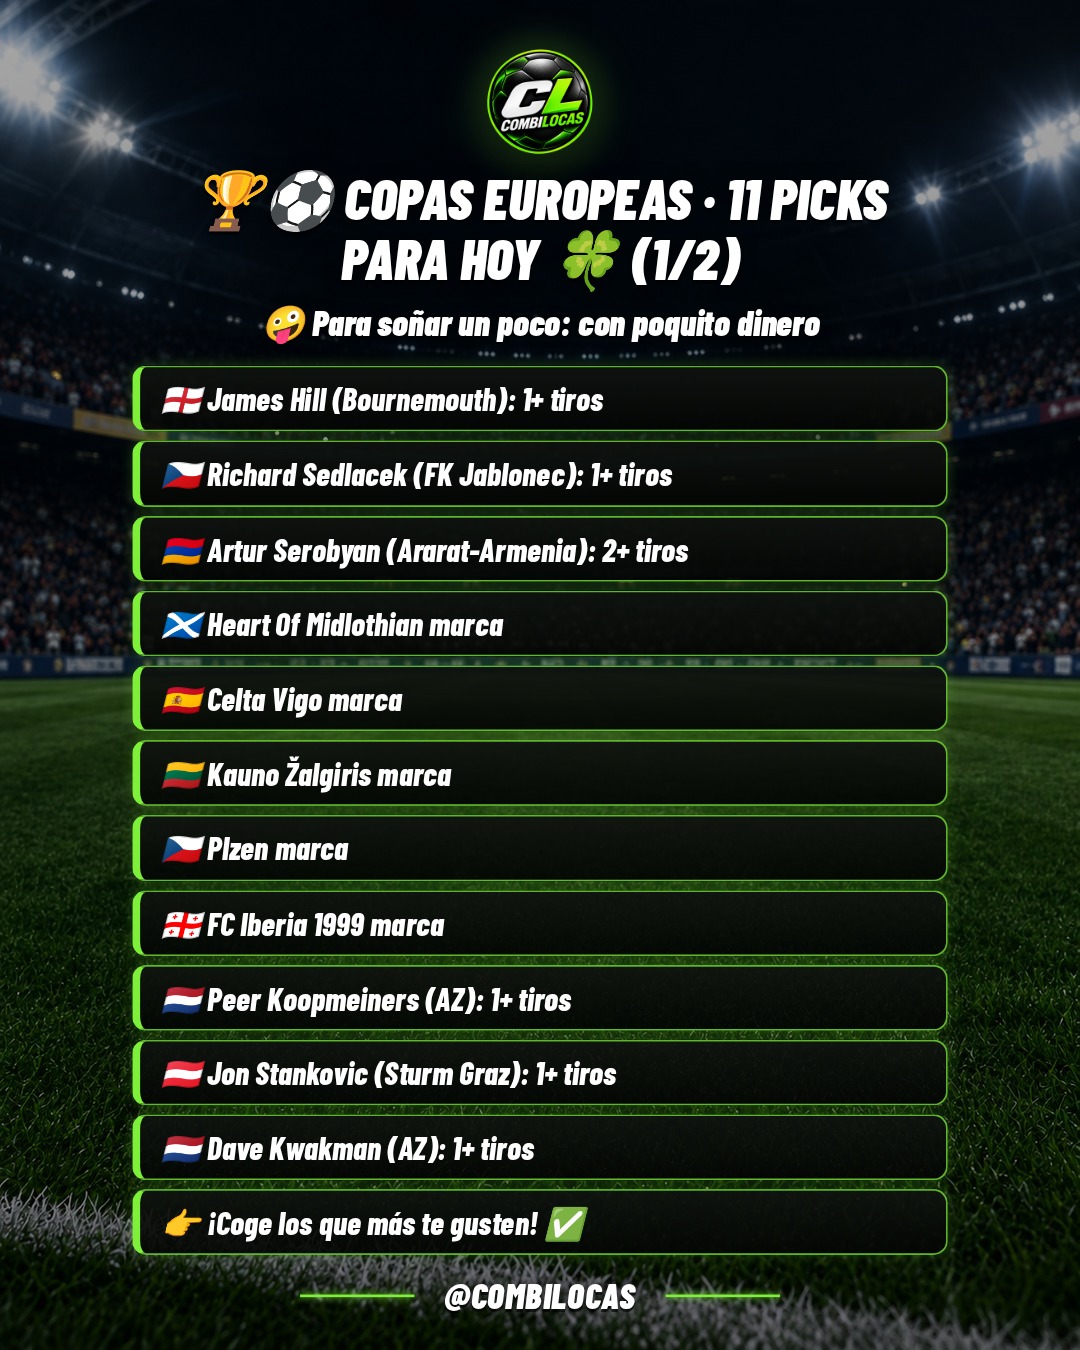 CL
COMBILOCAS
🏆⚽ COPAS EUROPEAS · 11 PICKS
PARA HOY 🍀 (1/2)
🤪 Para soñar un poco: con poquito dinero
🏴󠁧󠁢󠁥󠁮󠁧󠁿 James Hill (Bournemouth): 1+ tiros
🇨🇿 Richard Sedlacek (FK Jablonec): 1+ tiros
🇦🇲 Artur Serobyan (Ararat-Armenia): 2+ tiros
🏴󠁧󠁢󠁳󠁣󠁴󠁿 Heart Of Midlothian marca
🇪🇸 Celta Vigo marca
🇱🇹 Kauno Žalgiris marca
🇨🇿 Plzen marca
🇬🇪 FC Iberia 1999 marca
🇳🇱 Peer Koopmeiners (AZ): 1+ tiros
🇦🇹 Jon Stankovic (Sturm Graz): 1+ tiros
🇳🇱 Dave Kwakman (AZ): 1+ tiros
👉 ¡Coge los que más te gusten! ✅
@COMBILOCAS